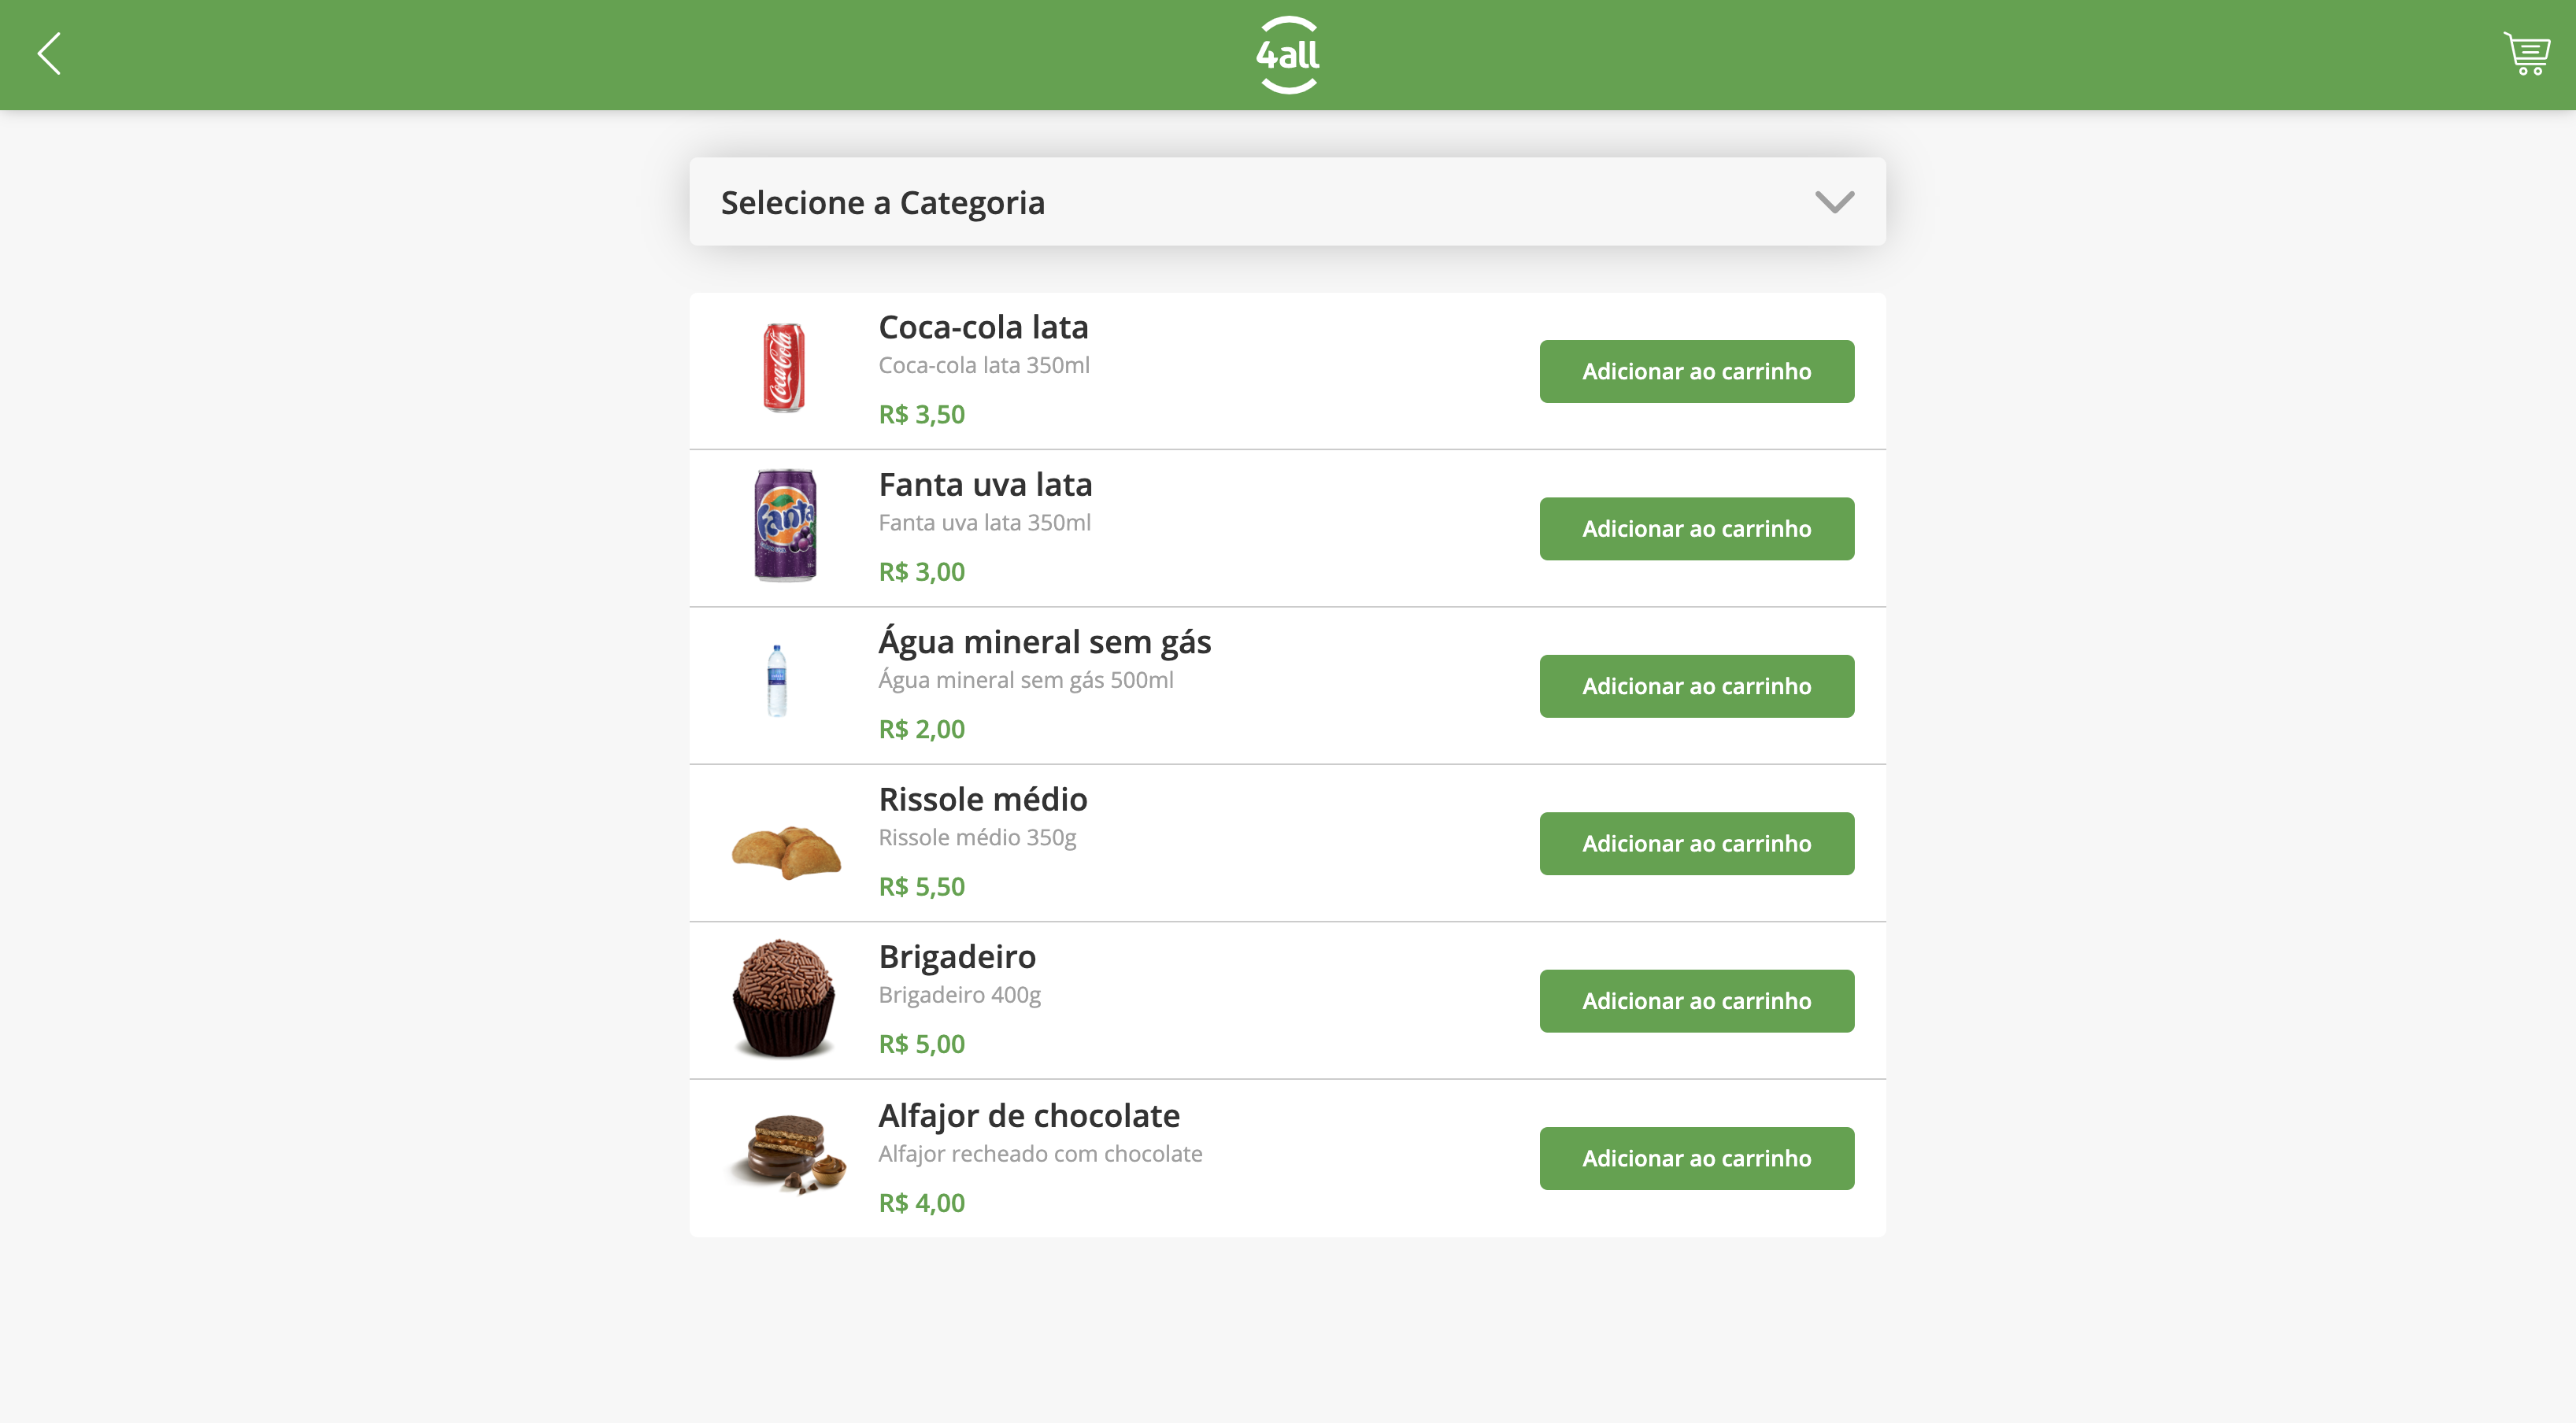 4all
Selecione a Categoria
Coca-Cola
Coca-cola lata
Coca-cola lata 350ml
R$ 3,50
Adicionar ao carrinho
Fanta
Fanta uva lata
Fanta uva lata 350ml
R$ 3,00
Adicionar ao carrinho
Água mineral sem gás
Água mineral sem gás 500ml
R$ 2,00
Adicionar ao carrinho
Rissole médio
Rissole médio 350g
R$ 5,50
Adicionar ao carrinho
Brigadeiro
Brigadeiro 400g
R$ 5,00
Adicionar ao carrinho
Alfajor de chocolate
Alfajor recheado com chocolate
R$ 4,00
Adicionar ao carrinho